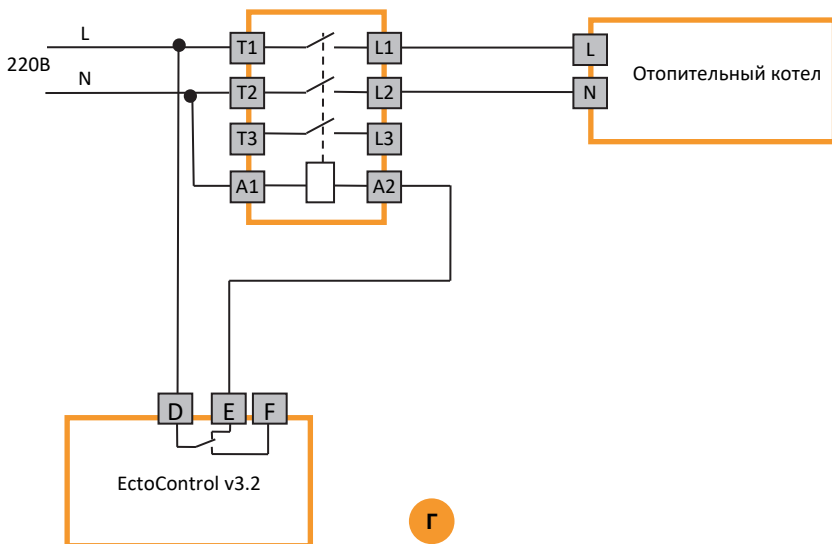 L
220В
N
T1
L1
L
T2
L2
N
Отопительный котел
T3
L3
A1
A2
D
E
F
EctoControl v3.2
Г